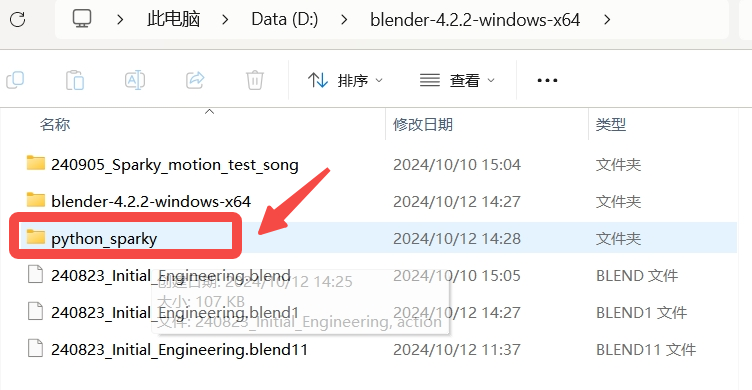 此电脑 > Data (D:) > blender-4.2.2-windows-x64 >
排序 查看 •••
名称 修改日期 类型
240905_Sparky_motion_test_song 2024/10/10 15:04 文件夹
blender-4.2.2-windows-x64 2024/10/12 14:27 文件夹
python_sparky 2024/10/12 14:28 文件夹
240823_Initial_Engineering.blend 2024/10/10 15:05 BLEND 文件
创建日期: 2024/10/12 14:25
大小: 107 KB
240823_Initial_Engineering.blend1 2024/10/12 14:27 BLEND1 文件
文件: 240823_Initial_Engineering, action
240823_Initial_Engineering.blend11 2024/10/12 11:37 BLEND11 文件